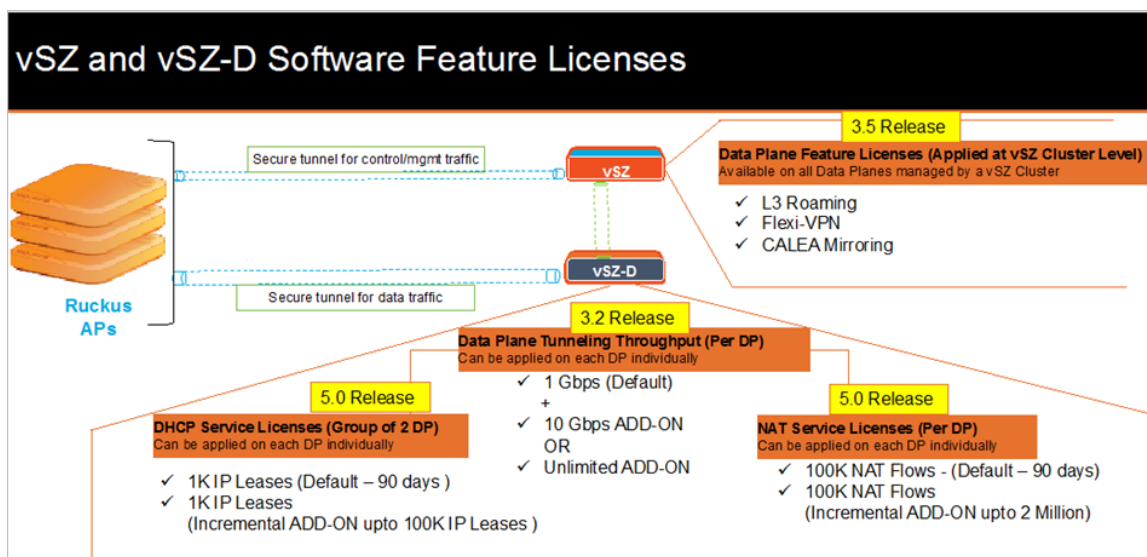 vSZ and vSZ-D Software Feature Licenses
3.5 Release
Data Plane Feature Licenses (Applied at vSZ Cluster Level)
Available on all Data Planes managed by a vSZ Cluster
✓ L3 Roaming
✓ Flexi-VPN
✓ CALEA Mirroring
Secure tunnel for control/mgmt traffic
vSZ
vSZ-D
Secure tunnel for data traffic
Ruckus
APs
3.2 Release
Data Plane Tunneling Throughput (Per DP)
Can be applied on each DP individually
✓ 1 Gbps (Default)
+
✓ 10 Gbps ADD-ON
OR
✓ Unlimited ADD-ON
5.0 Release
DHCP Service Licenses (Group of 2 DP)
Can be applied on each DP individually
✓ 1K IP Leases (Default – 90 days )
✓ 1K IP Leases
(Incremental ADD-ON upto 100K IP Leases )
5.0 Release
NAT Service Licenses (Per DP)
Can be applied on each DP individually
✓ 100K NAT Flows - (Default – 90 days)
✓ 100K NAT Flows
(Incremental ADD-ON upto 2 Million)